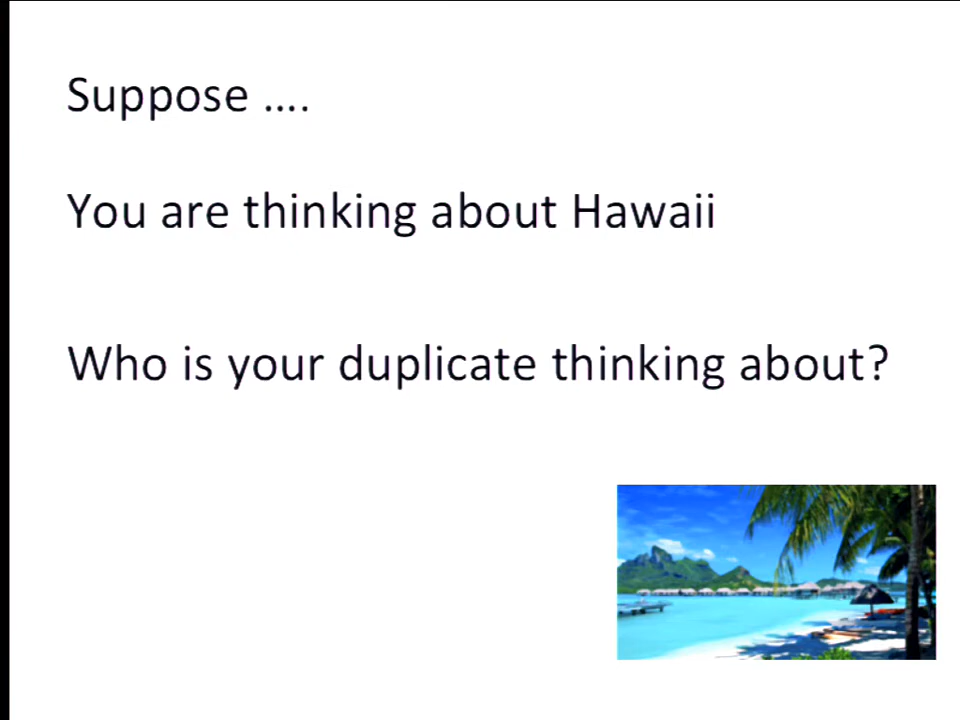 Suppose ....
You are thinking about Hawaii
Who is your duplicate thinking about?